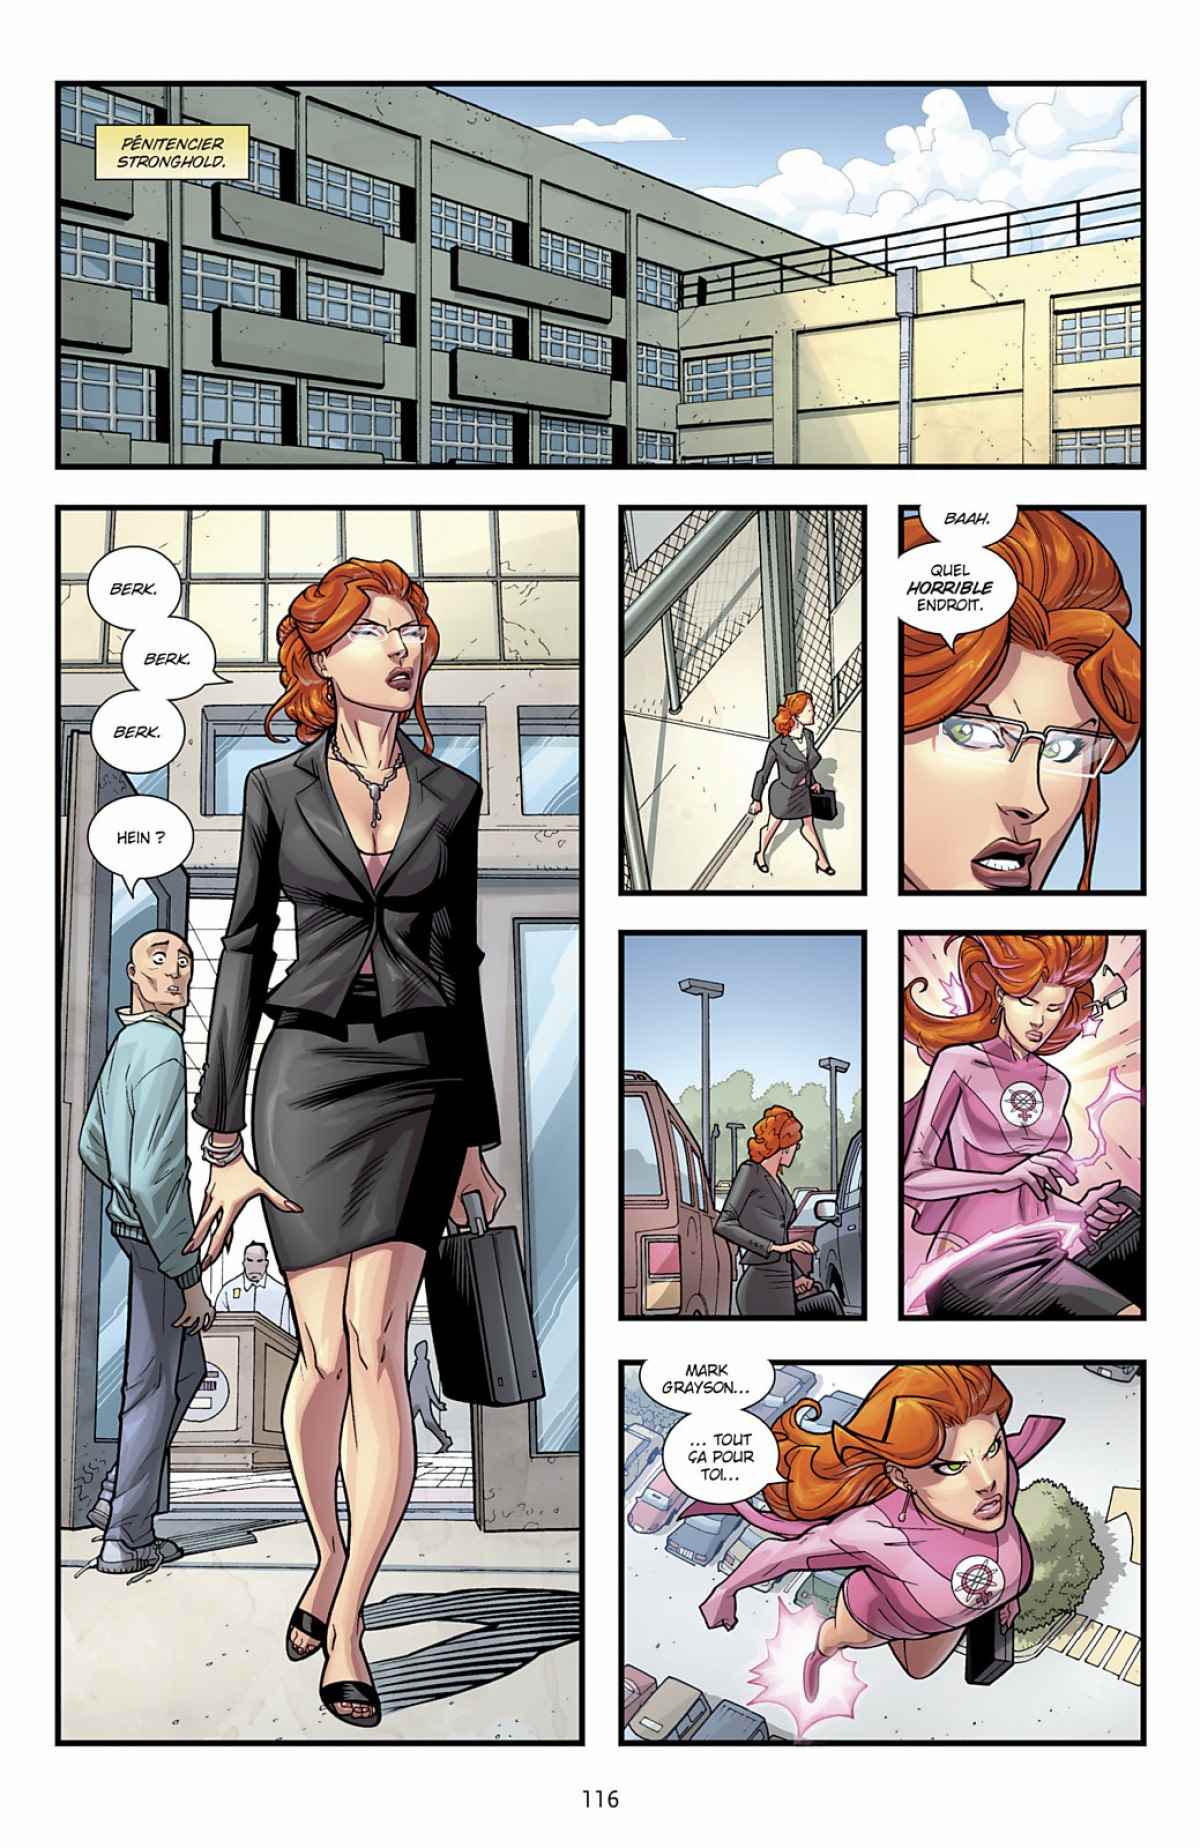 PÉNITENCIER
STRONGHOLD.
BERK.
BERK.
BERK.
HEIN ?
BAAH.
QUEL
HORRIBLE
ENDROIT.
MARK
GRAYSON...
... TOUT
ÇA POUR
TOI...
116